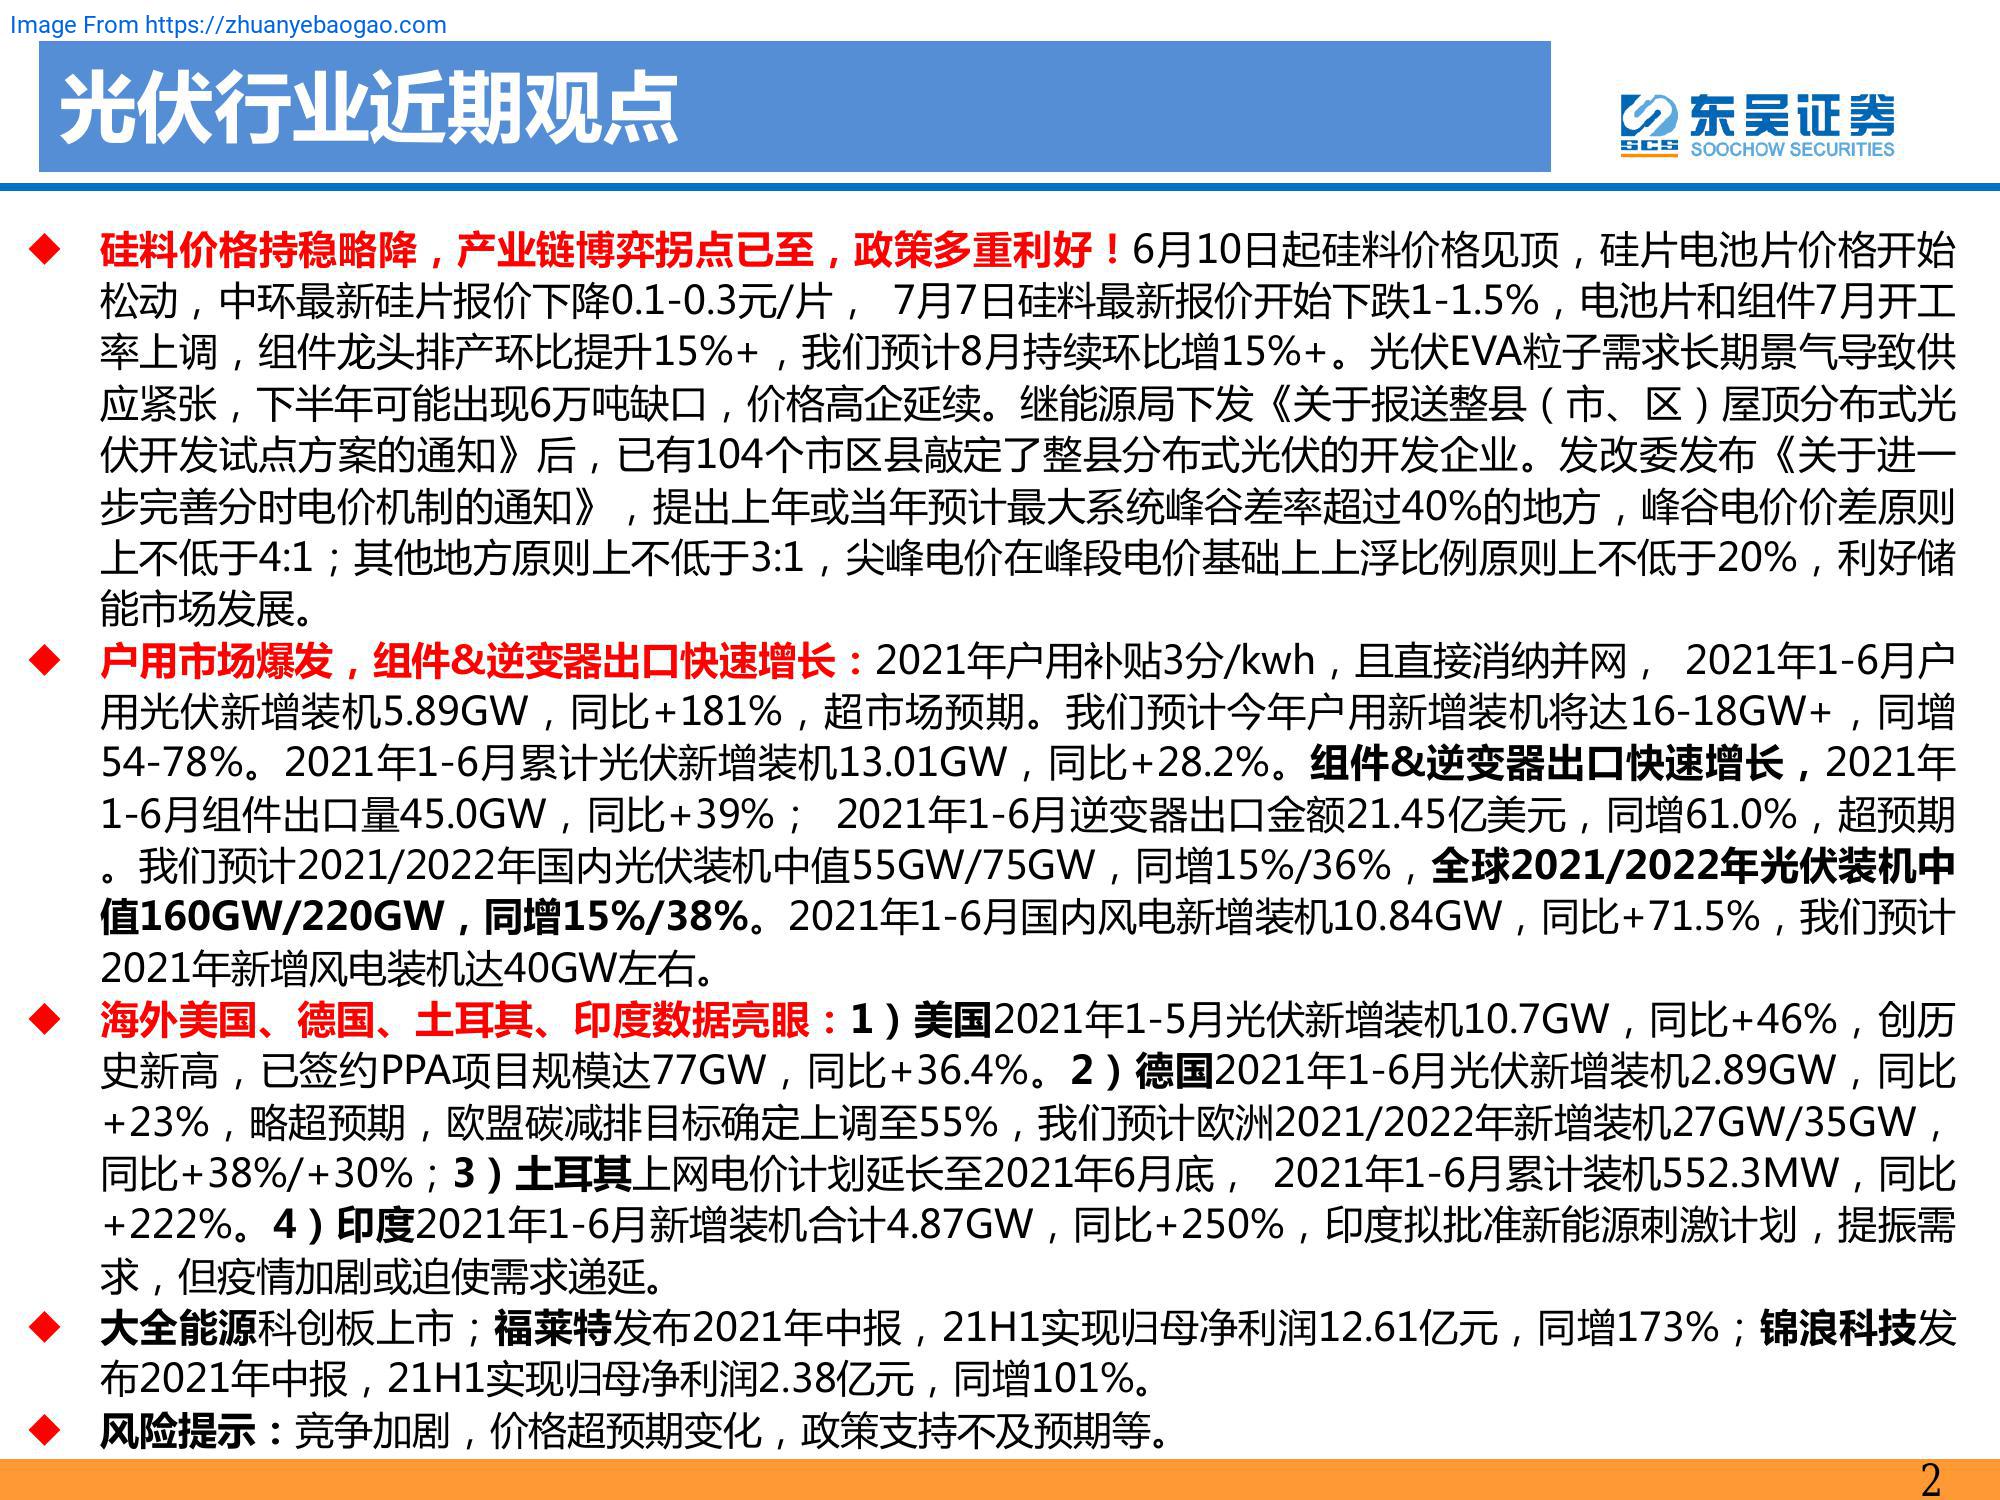 Image From https://zhuanyebaogao.com
光伏行业近期观点
东吴证券
SCS
SOOCHOW SECURITIES
硅料价格持稳略降，产业链博弈拐点已至，政策多重利好！6月10日起硅料价格见顶，硅片电池片价格开始
松动，中环最新硅片报价下降0.1-0.3元/片， 7月7日硅料最新报价开始下跌1-1.5%，电池片和组件7月开工
率上调，组件龙头排产环比提升15%+，我们预计8月持续环比增15%+。光伏EVA粒子需求长期景气导致供
应紧张，下半年可能出现6万吨缺口，价格高企延续。继能源局下发《关于报送整县（市、区）屋顶分布式光
伏开发试点方案的通知》后，已有104个市区县敲定了整县分布式光伏的开发企业。发改委发布《关于进一
步完善分时电价机制的通知》，提出上年或当年预计最大系统峰谷差率超过40%的地方，峰谷电价价差原则
上不低于4:1；其他地方原则上不低于3:1，尖峰电价在峰段电价基础上上浮比例原则上不低于20%，利好储
能市场发展。
户用市场爆发，组件&逆变器出口快速增长：2021年户用补贴3分/kwh，且直接消纳并网， 2021年1-6月户
用光伏新增装机5.89GW，同比+181%，超市场预期。我们预计今年户用新增装机将达16-18GW+，同增
54-78%。2021年1-6月累计光伏新增装机13.01GW，同比+28.2%。组件&逆变器出口快速增长，2021年
1-6月组件出口量45.0GW，同比+39%； 2021年1-6月逆变器出口金额21.45亿美元，同增61.0%，超预期
。我们预计2021/2022年国内光伏装机中值55GW/75GW，同增15%/36%，全球2021/2022年光伏装机中
值160GW/220GW，同增15%/38%。2021年1-6月国内风电新增装机10.84GW，同比+71.5%，我们预计
2021年新增风电装机达40GW左右。
海外美国、德国、土耳其、印度数据亮眼：1）美国2021年1-5月光伏新增装机10.7GW，同比+46%，创历
史新高，已签约PPA项目规模达77GW，同比+36.4%。2）德国2021年1-6月光伏新增装机2.89GW，同比
+23%，略超预期，欧盟碳减排目标确定上调至55%，我们预计欧洲2021/2022年新增装机27GW/35GW，
同比+38%/+30%；3）土耳其上网电价计划延长至2021年6月底， 2021年1-6月累计装机552.3MW，同比
+222%。4）印度2021年1-6月新增装机合计4.87GW，同比+250%，印度拟批准新能源刺激计划，提振需
求，但疫情加剧或迫使需求递延。
大全能源科创板上市；福莱特发布2021年中报，21H1实现归母净利润12.61亿元，同增173%；锦浪科技发
布2021年中报，21H1实现归母净利润2.38亿元，同增101%。
风险提示：竞争加剧，价格超预期变化，政策支持不及预期等。
2